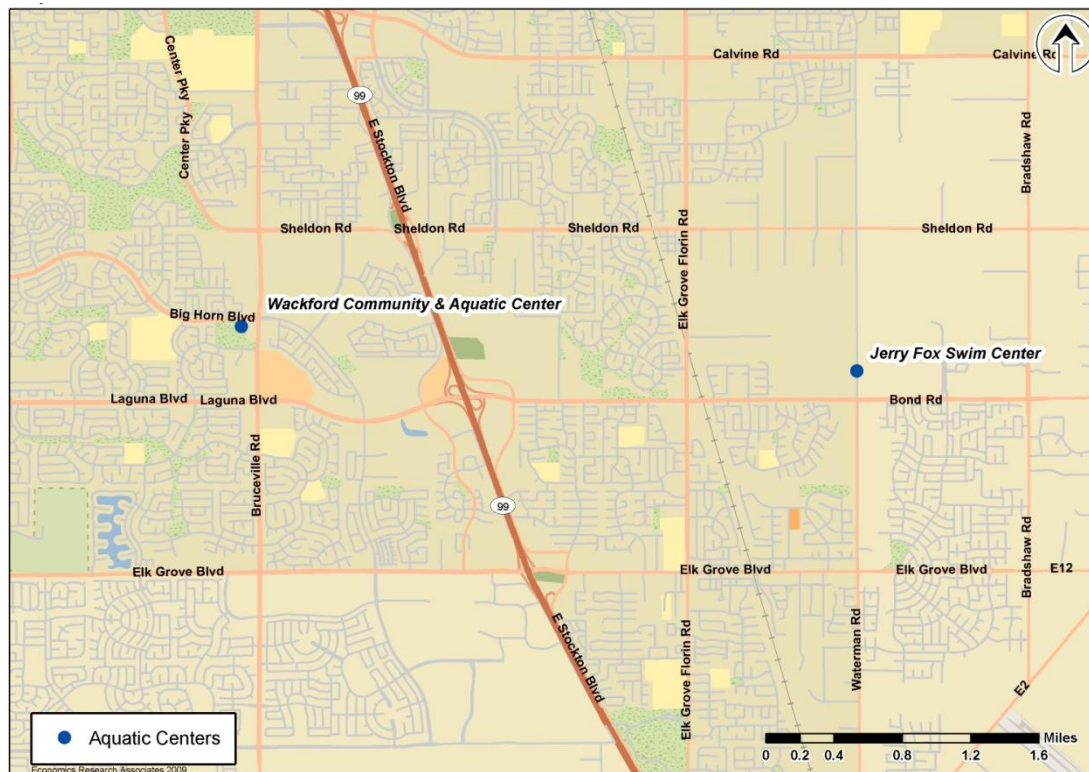 Calvine Rd
Calvine Rd
Center Pky
Center Pky
99
E Stockton Blvd
Bradshaw Rd
Sheldon Rd
Sheldon Rd
Sheldon Rd
Sheldon Rd
Elk Grove Florin Rd
Wackford Community & Aquatic Center
Big Horn Blvd
Jerry Fox Swim Center
Laguna Blvd
Laguna Blvd
Bond Rd
Bruceville Rd
99
Bradshaw Rd
Elk Grove Blvd
Elk Grove Blvd
Elk Grove Blvd
E12
E Stockton Blvd
Elk Grove Florin Rd
Waterman Rd
E2
Aquatic Centers
Miles
0 0.2 0.4 0.8 1.2 1.6
Economics Research Associates 2009